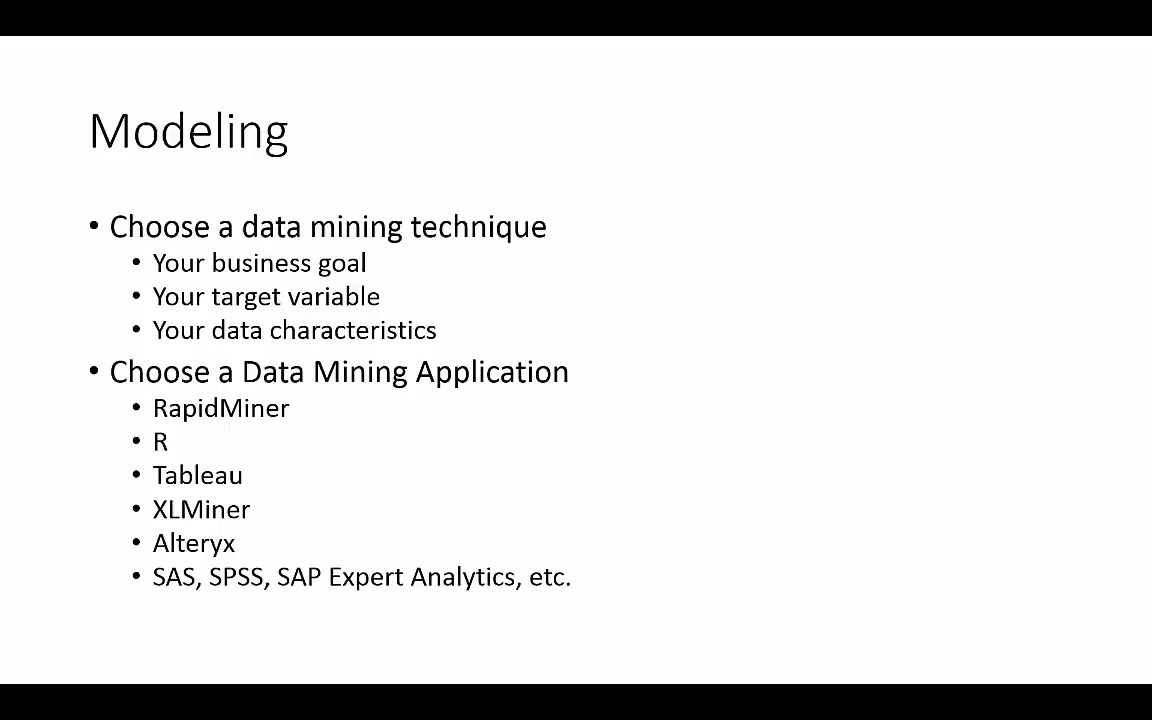 Modeling
• Choose a data mining technique
• Your business goal
• Your target variable
• Your data characteristics
• Choose a Data Mining Application
• RapidMiner
• R
• Tableau
• XLMiner
• Alteryx
• SAS, SPSS, SAP Expert Analytics, etc.